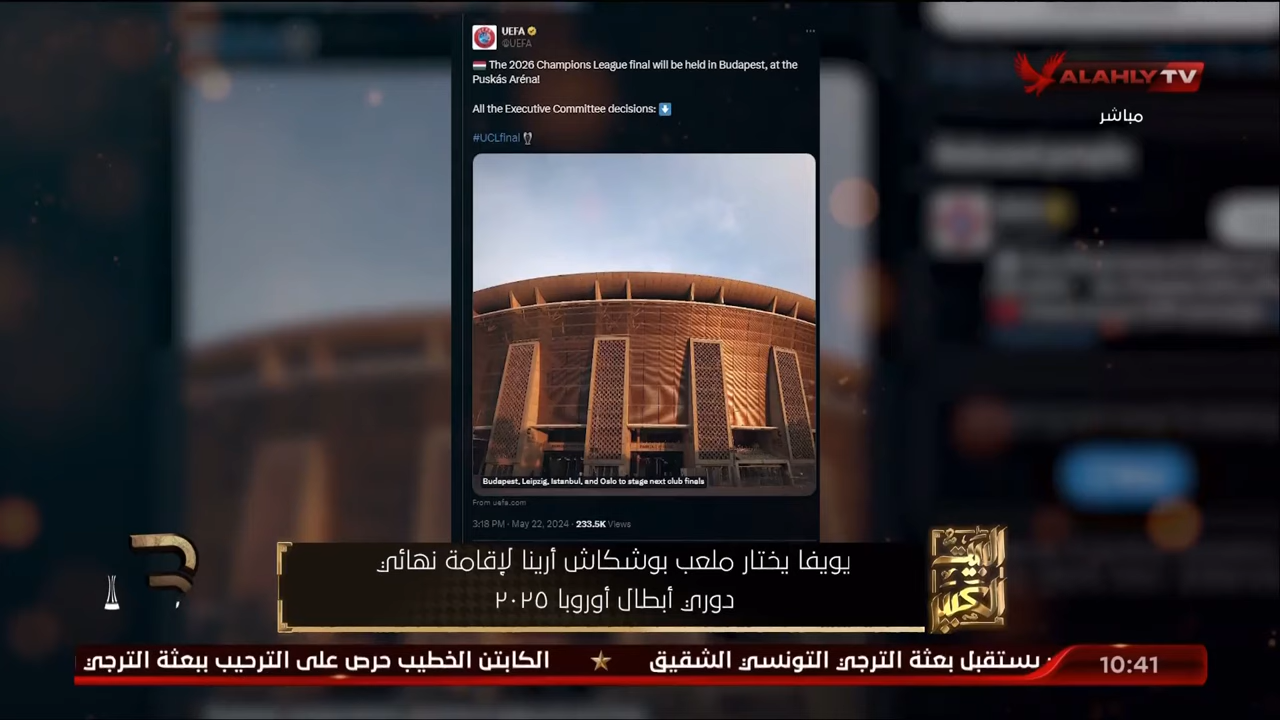 UEFA
@UEFA
The 2026 Champions League final will be held in Budapest, at the
Puskás Aréna!
All the Executive Committee decisions:
#UCLfinal
Budapest, Leipzig, Istanbul, and Oslo to stage next club finals
From uefa.com
3:18 PM · May 22, 2024 · 233.5K Views
ALAHLY TV
مباشر
يويفا يختار ملعب بوشكاش أرينا لإقامة نهائي
دوري أبطال أوروبا ٢٠٢٥
البيت الكبير
يستقبل بعثة الترجي التونسي الشقيق ★ الكابتن الخطيب حرص على الترحيب ببعثة الترجي
10:41